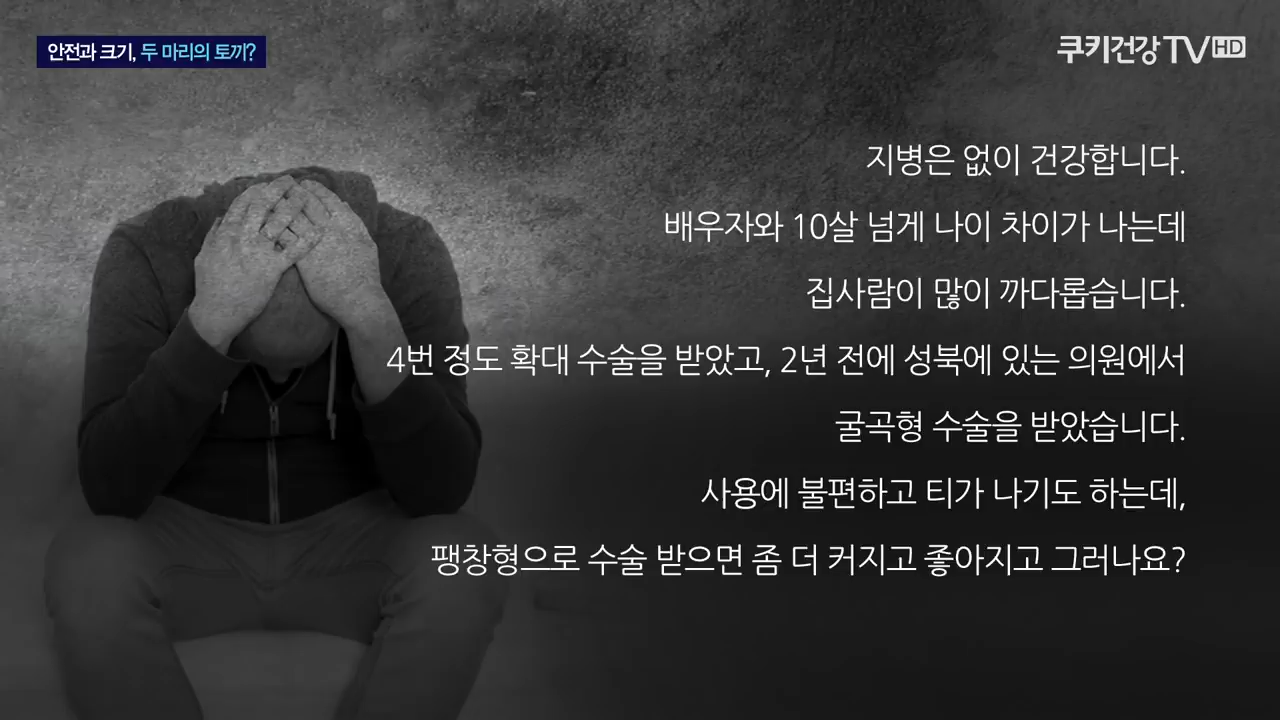 안전과 크기, 두 마리의 토끼?
쿠키건강TV HD
지병은 없이 건강합니다.
배우자와 10살 넘게 나이 차이가 나는데
집사람이 많이 까다롭습니다.
4번 정도 확대 수술을 받았고, 2년 전에 성북에 있는 의원에서
굴곡형 수술을 받았습니다.
사용에 불편하고 티가 나기도 하는데,
팽창형으로 수술 받으면 좀 더 커지고 좋아지고 그러나요?